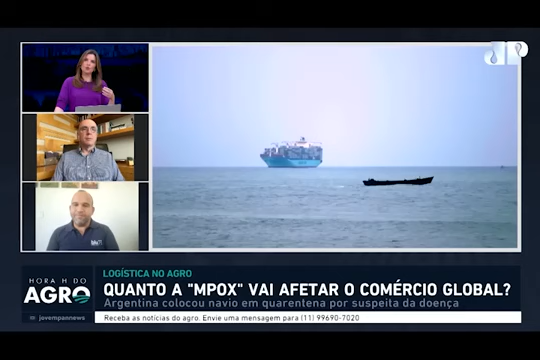 JP
LOGÍSTICA NO AGRO
HORA H DO
AGRO
QUANTO A "MPOX" VAI AFETAR O COMÉRCIO GLOBAL?
Argentina colocou navio em quarentena por suspeita da doença
jovempannews
Receba as notícias do agro. Envie uma mensagem para (11) 99690-7020